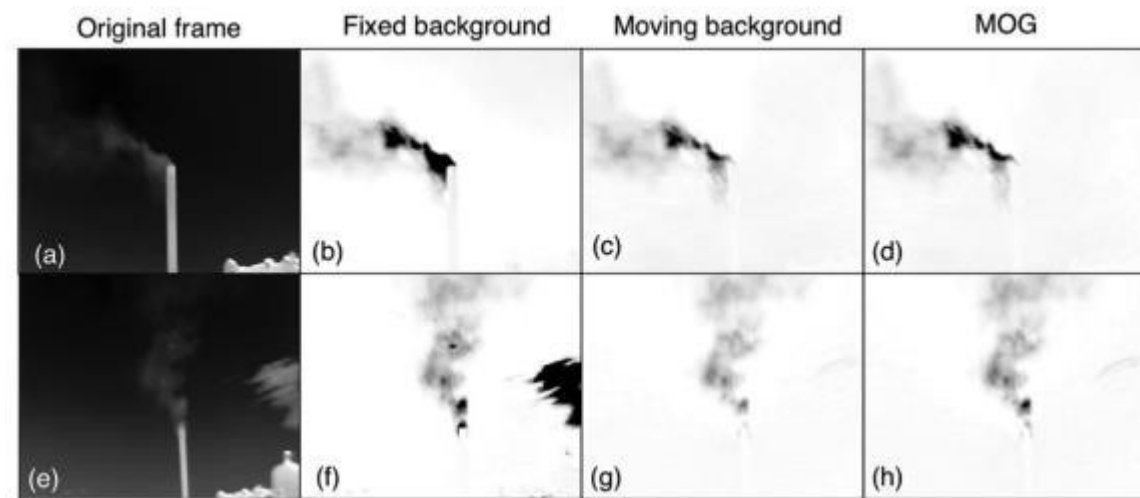 Original frame Fixed background Moving background MOG
(a) (b) (c) (d)
(e) (f) (g) (h)